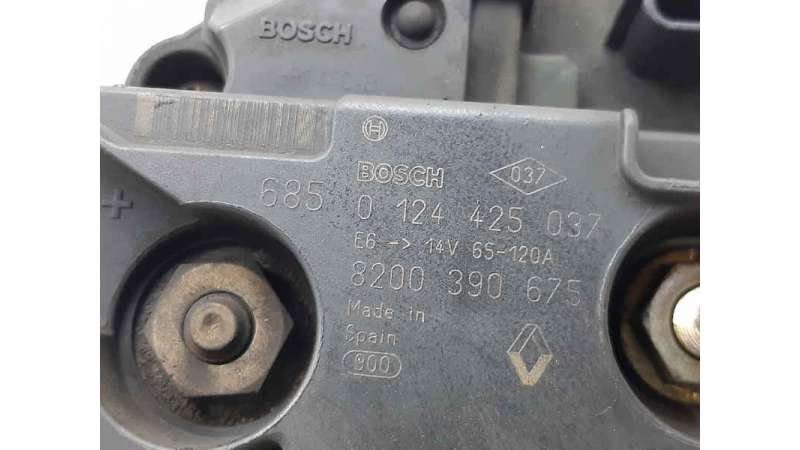 BOSCH
BOSCH
037
685 0 124 425 037
E6 -> 14V 65-120A
8200 390 675
Made in
Spain
900
+